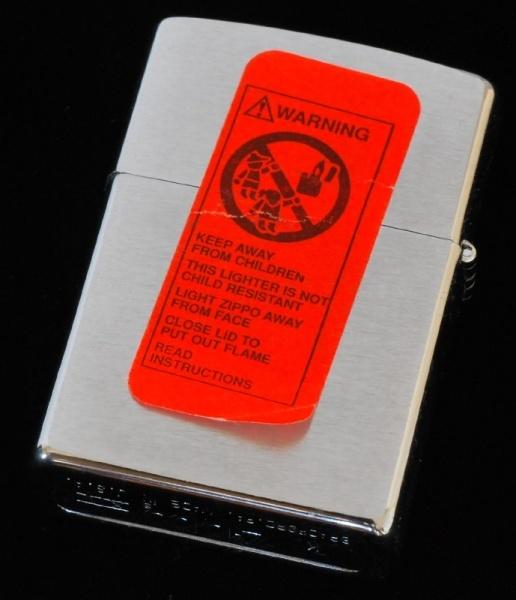 WARNING
KEEP AWAY
FROM CHILDREN
THIS LIGHTER IS NOT
CHILD RESISTANT
LIGHT ZIPPO AWAY
FROM FACE
CLOSE LID TO
PUT OUT FLAME
READ
INSTRUCTIONS